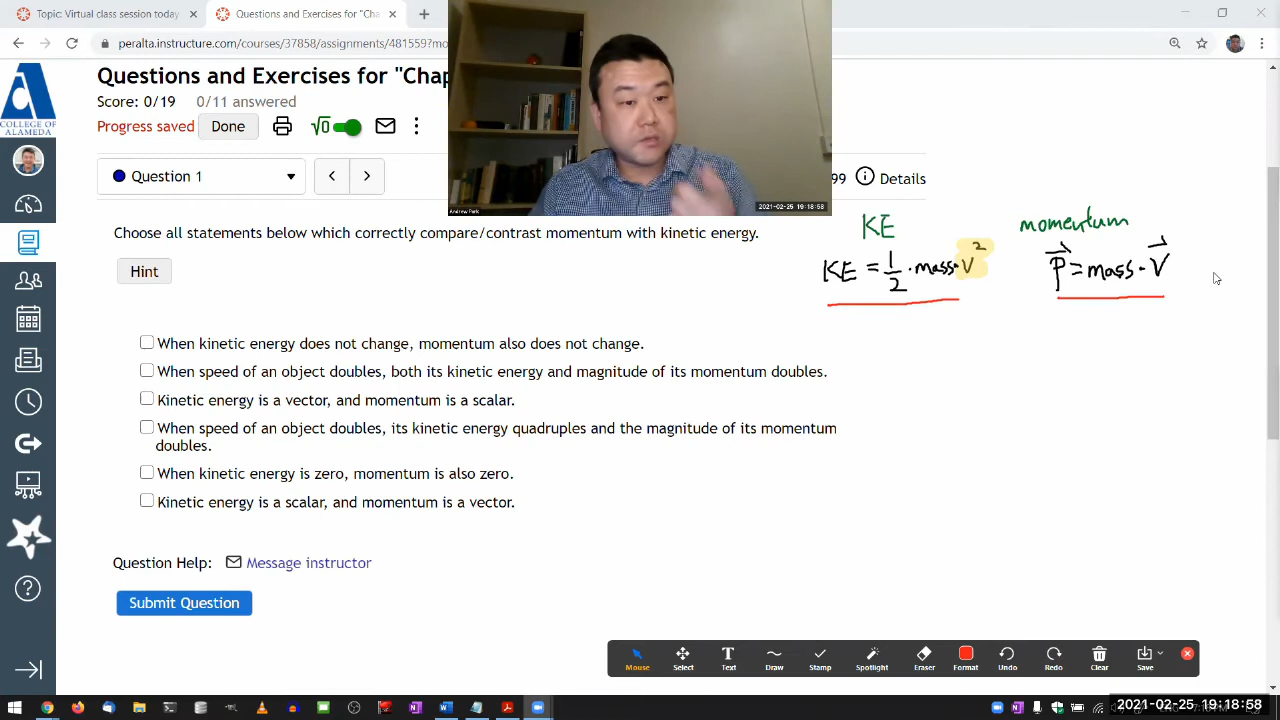 Topic: Virtual class session today
Questions and Exercises for "Cha
peralta.instructure.com/courses/37858/assignments/481559?mo
COLLEGE OF
ALAMEDA
Questions and Exercises for "Chap
Score: 0/19 0/11 answered
Progress saved Done √0
Question 1
99 Details
Andrew Park
2021-02-25 19:18:58
KE momentum
KE = 1/2 · mass · V²
P⃗ = mass · V⃗
Choose all statements below which correctly compare/contrast momentum with kinetic energy.
Hint
When kinetic energy does not change, momentum also does not change.
When speed of an object doubles, both its kinetic energy and magnitude of its momentum doubles.
Kinetic energy is a vector, and momentum is a scalar.
When speed of an object doubles, its kinetic energy quadruples and the magnitude of its momentum
doubles.
When kinetic energy is zero, momentum is also zero.
Kinetic energy is a scalar, and momentum is a vector.
Question Help: Message instructor
Submit Question
Mouse Select Text Draw Stamp Spotlight Eraser Format Undo Redo Clear Save
2021-02-25 19:18:58